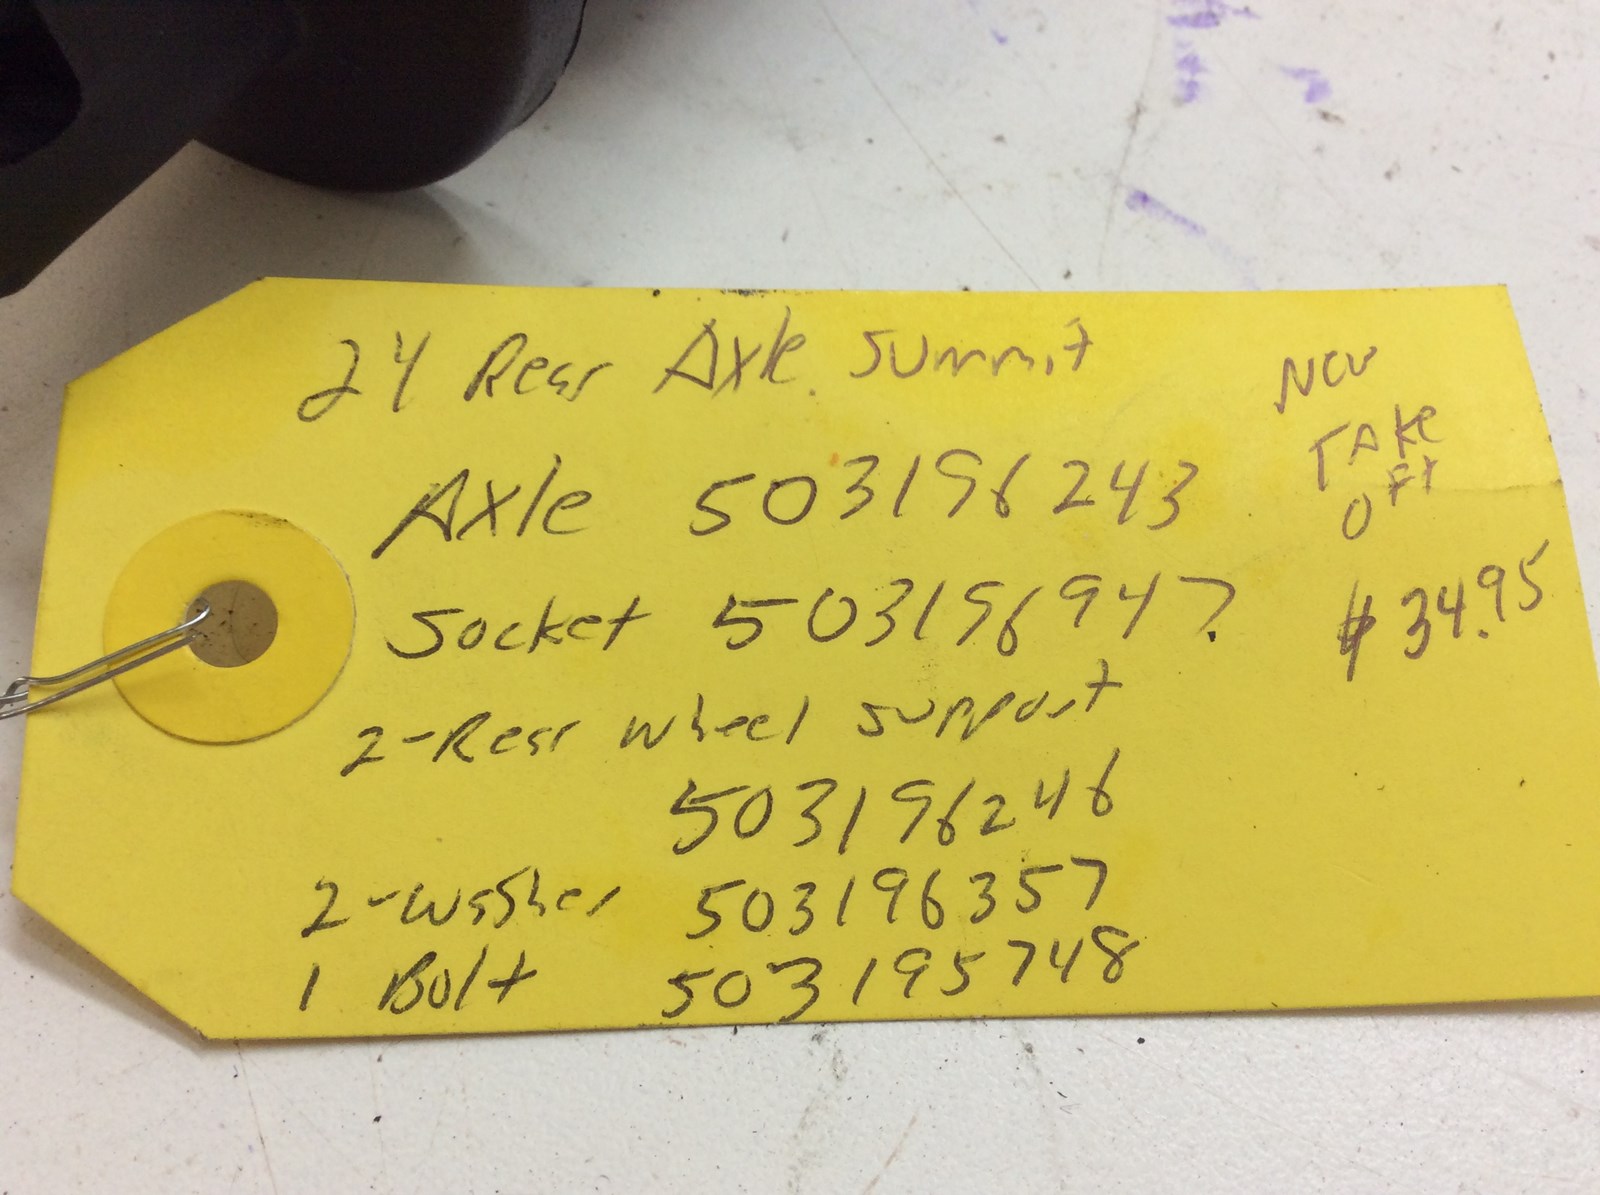 24 Rear Axle Summit
New
TAKE
OFF
$34.95
Axle 503196243
Socket 503196947
2-Rear wheel support
503196246
2-washer 503196357
1 Bolt 503195748